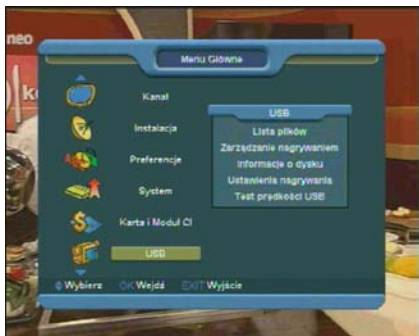 neo
Menu Główne
Kanał
Instalacja
Preferencje
System
Karta i Moduł CI
USB
USB
Lista plików
Zarządzanie nagrywaniem
Informacje o dysku
Ustawienia nagrywania
Test prędkości USB
Wybierz OK Wejdź EXIT Wyjście